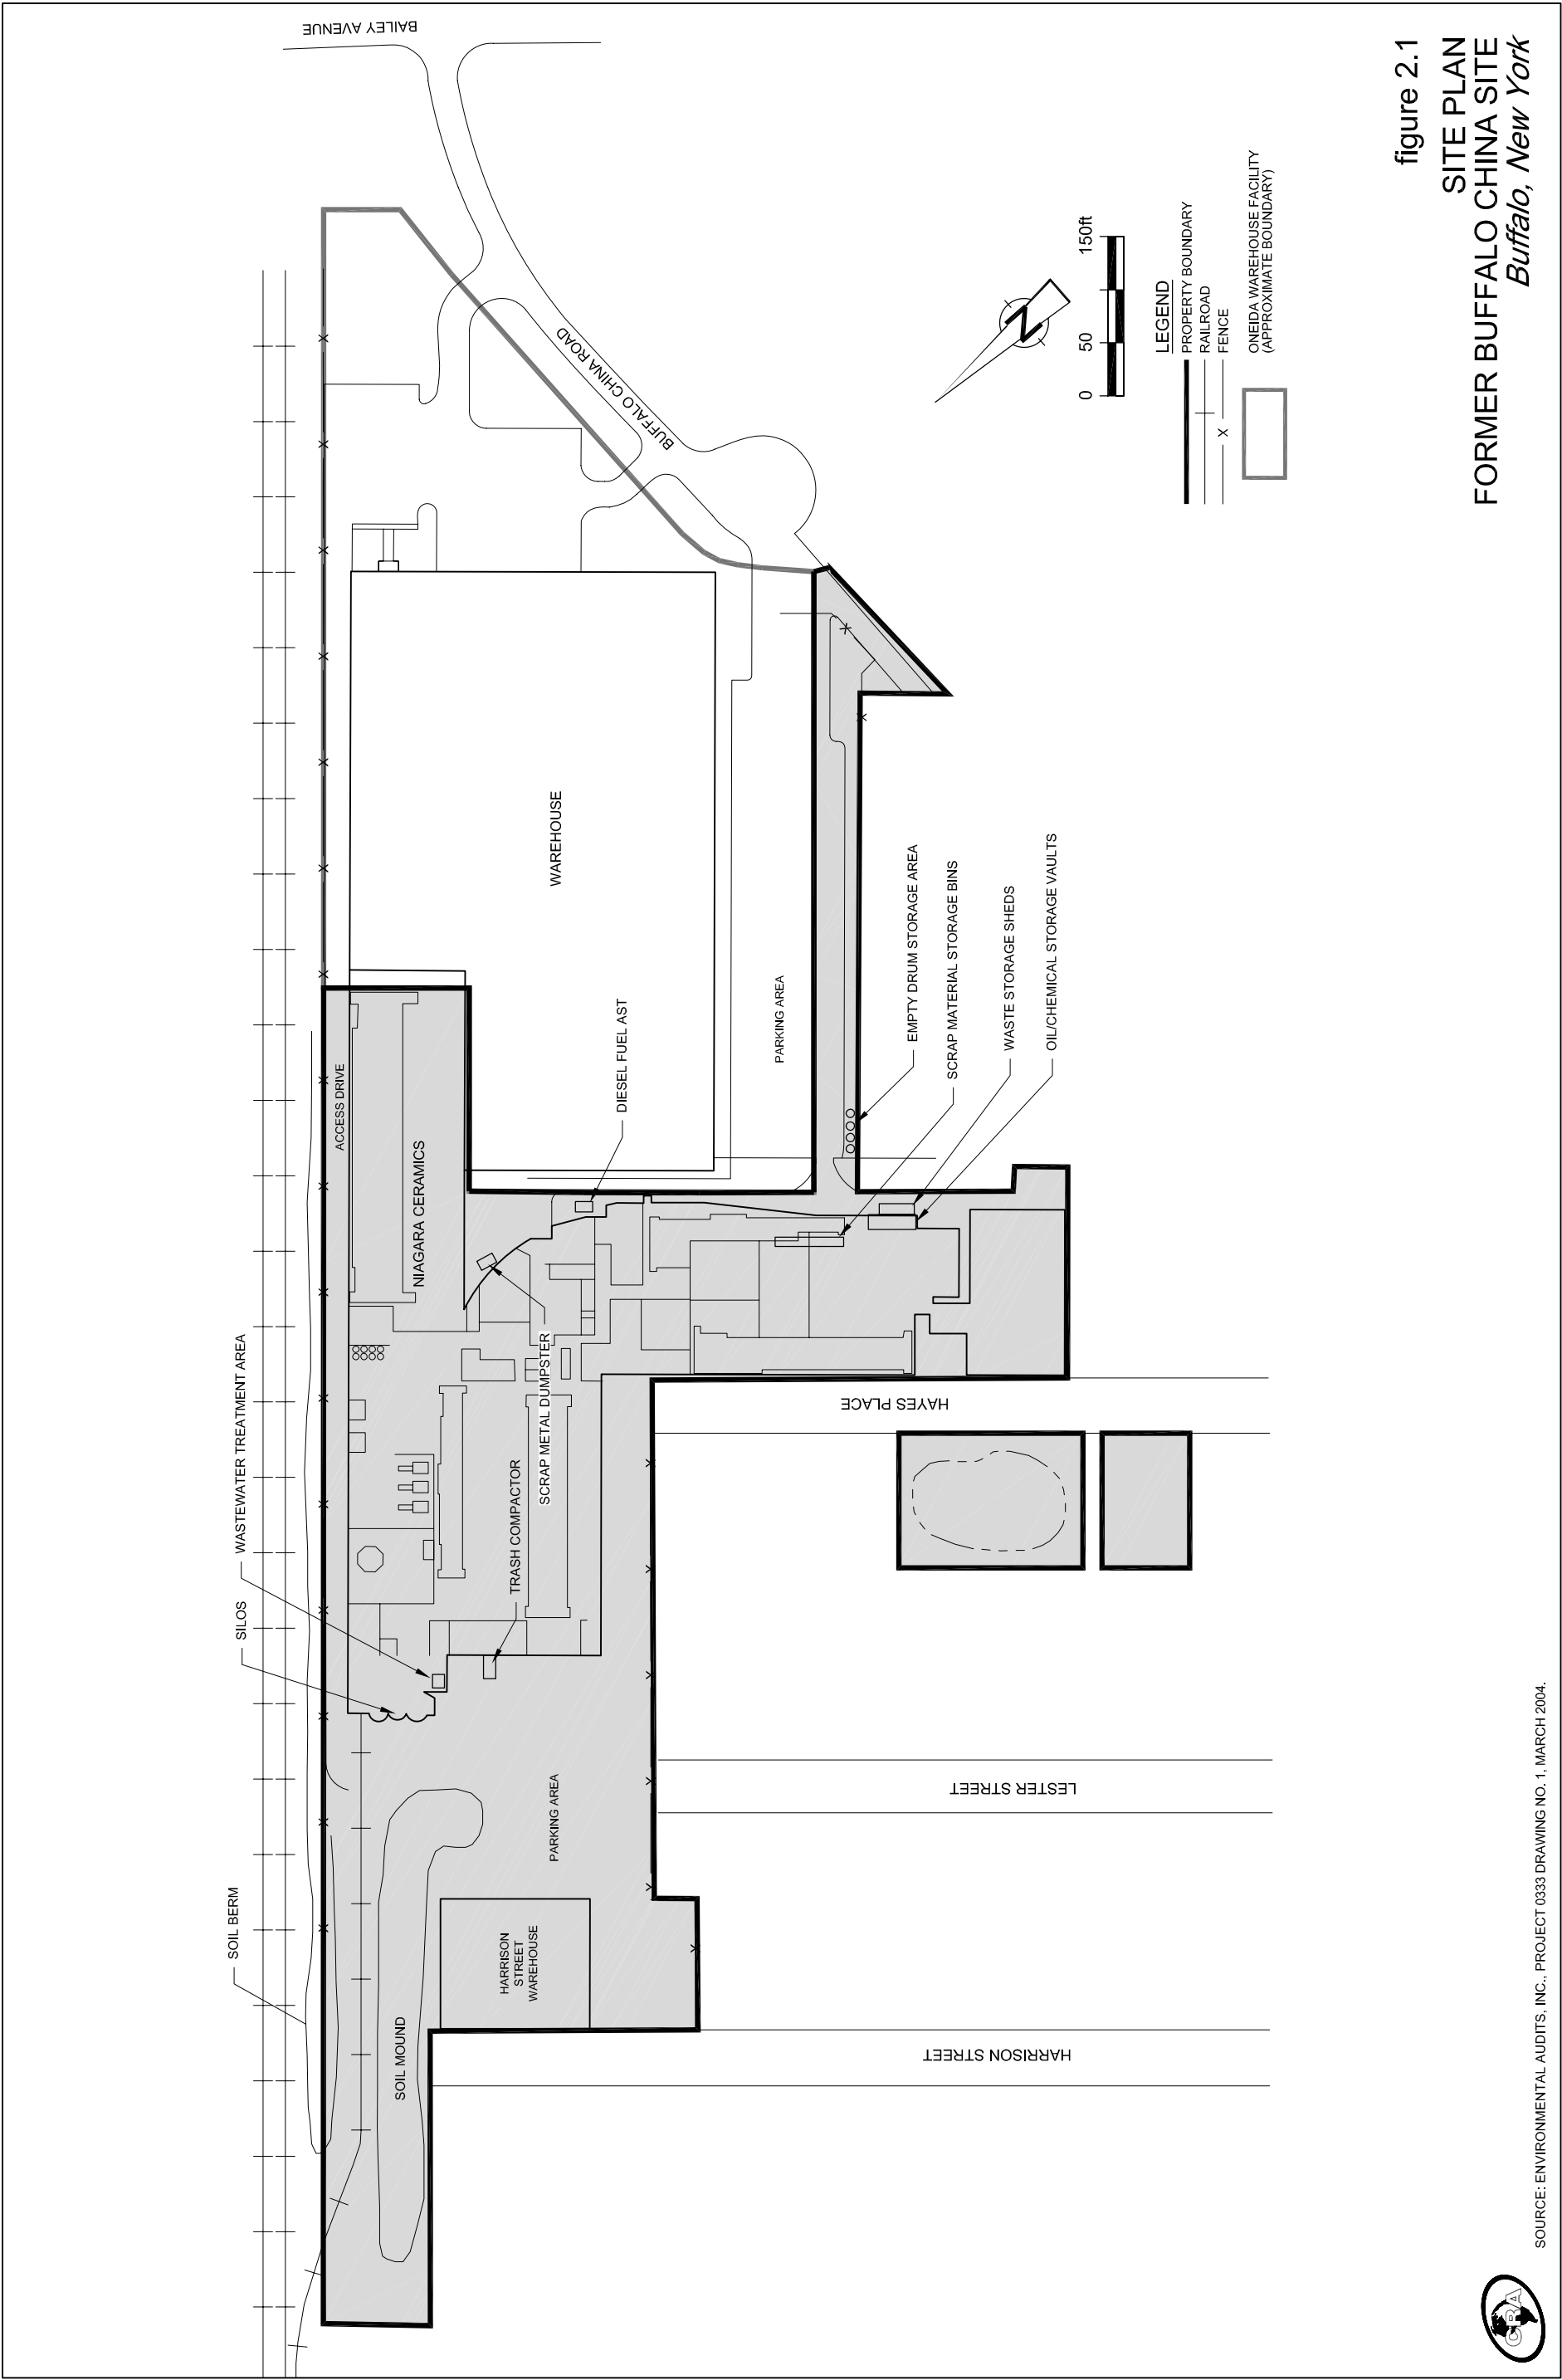 BAILEY AVENUE
BUFFALO CHINA ROAD
WAREHOUSE
PARKING AREA
DIESEL FUEL AST
ACCESS DRIVE
NIAGARA CERAMICS
WASTEWATER TREATMENT AREA
SILOS
SCRAP METAL DUMPSTER
TRASH COMPACTOR
EMPTY DRUM STORAGE AREA
SCRAP MATERIAL STORAGE BINS
WASTE STORAGE SHEDS
OIL/CHEMICAL STORAGE VAULTS
HAYES PLACE
LESTER STREET
HARRISON STREET
PARKING AREA
HARRISON
STREET
WAREHOUSE
SOIL MOUND
SOIL BERM
N
0 50 150ft
LEGEND
PROPERTY BOUNDARY
RAILROAD
X FENCE
ONEIDA WAREHOUSE FACILITY
(APPROXIMATE BOUNDARY)
figure 2.1
SITE PLAN
FORMER BUFFALO CHINA SITE
Buffalo, New York
SOURCE: ENVIRONMENTAL AUDITS, INC., PROJECT 0333 DRAWING NO. 1, MARCH 2004.
CRA